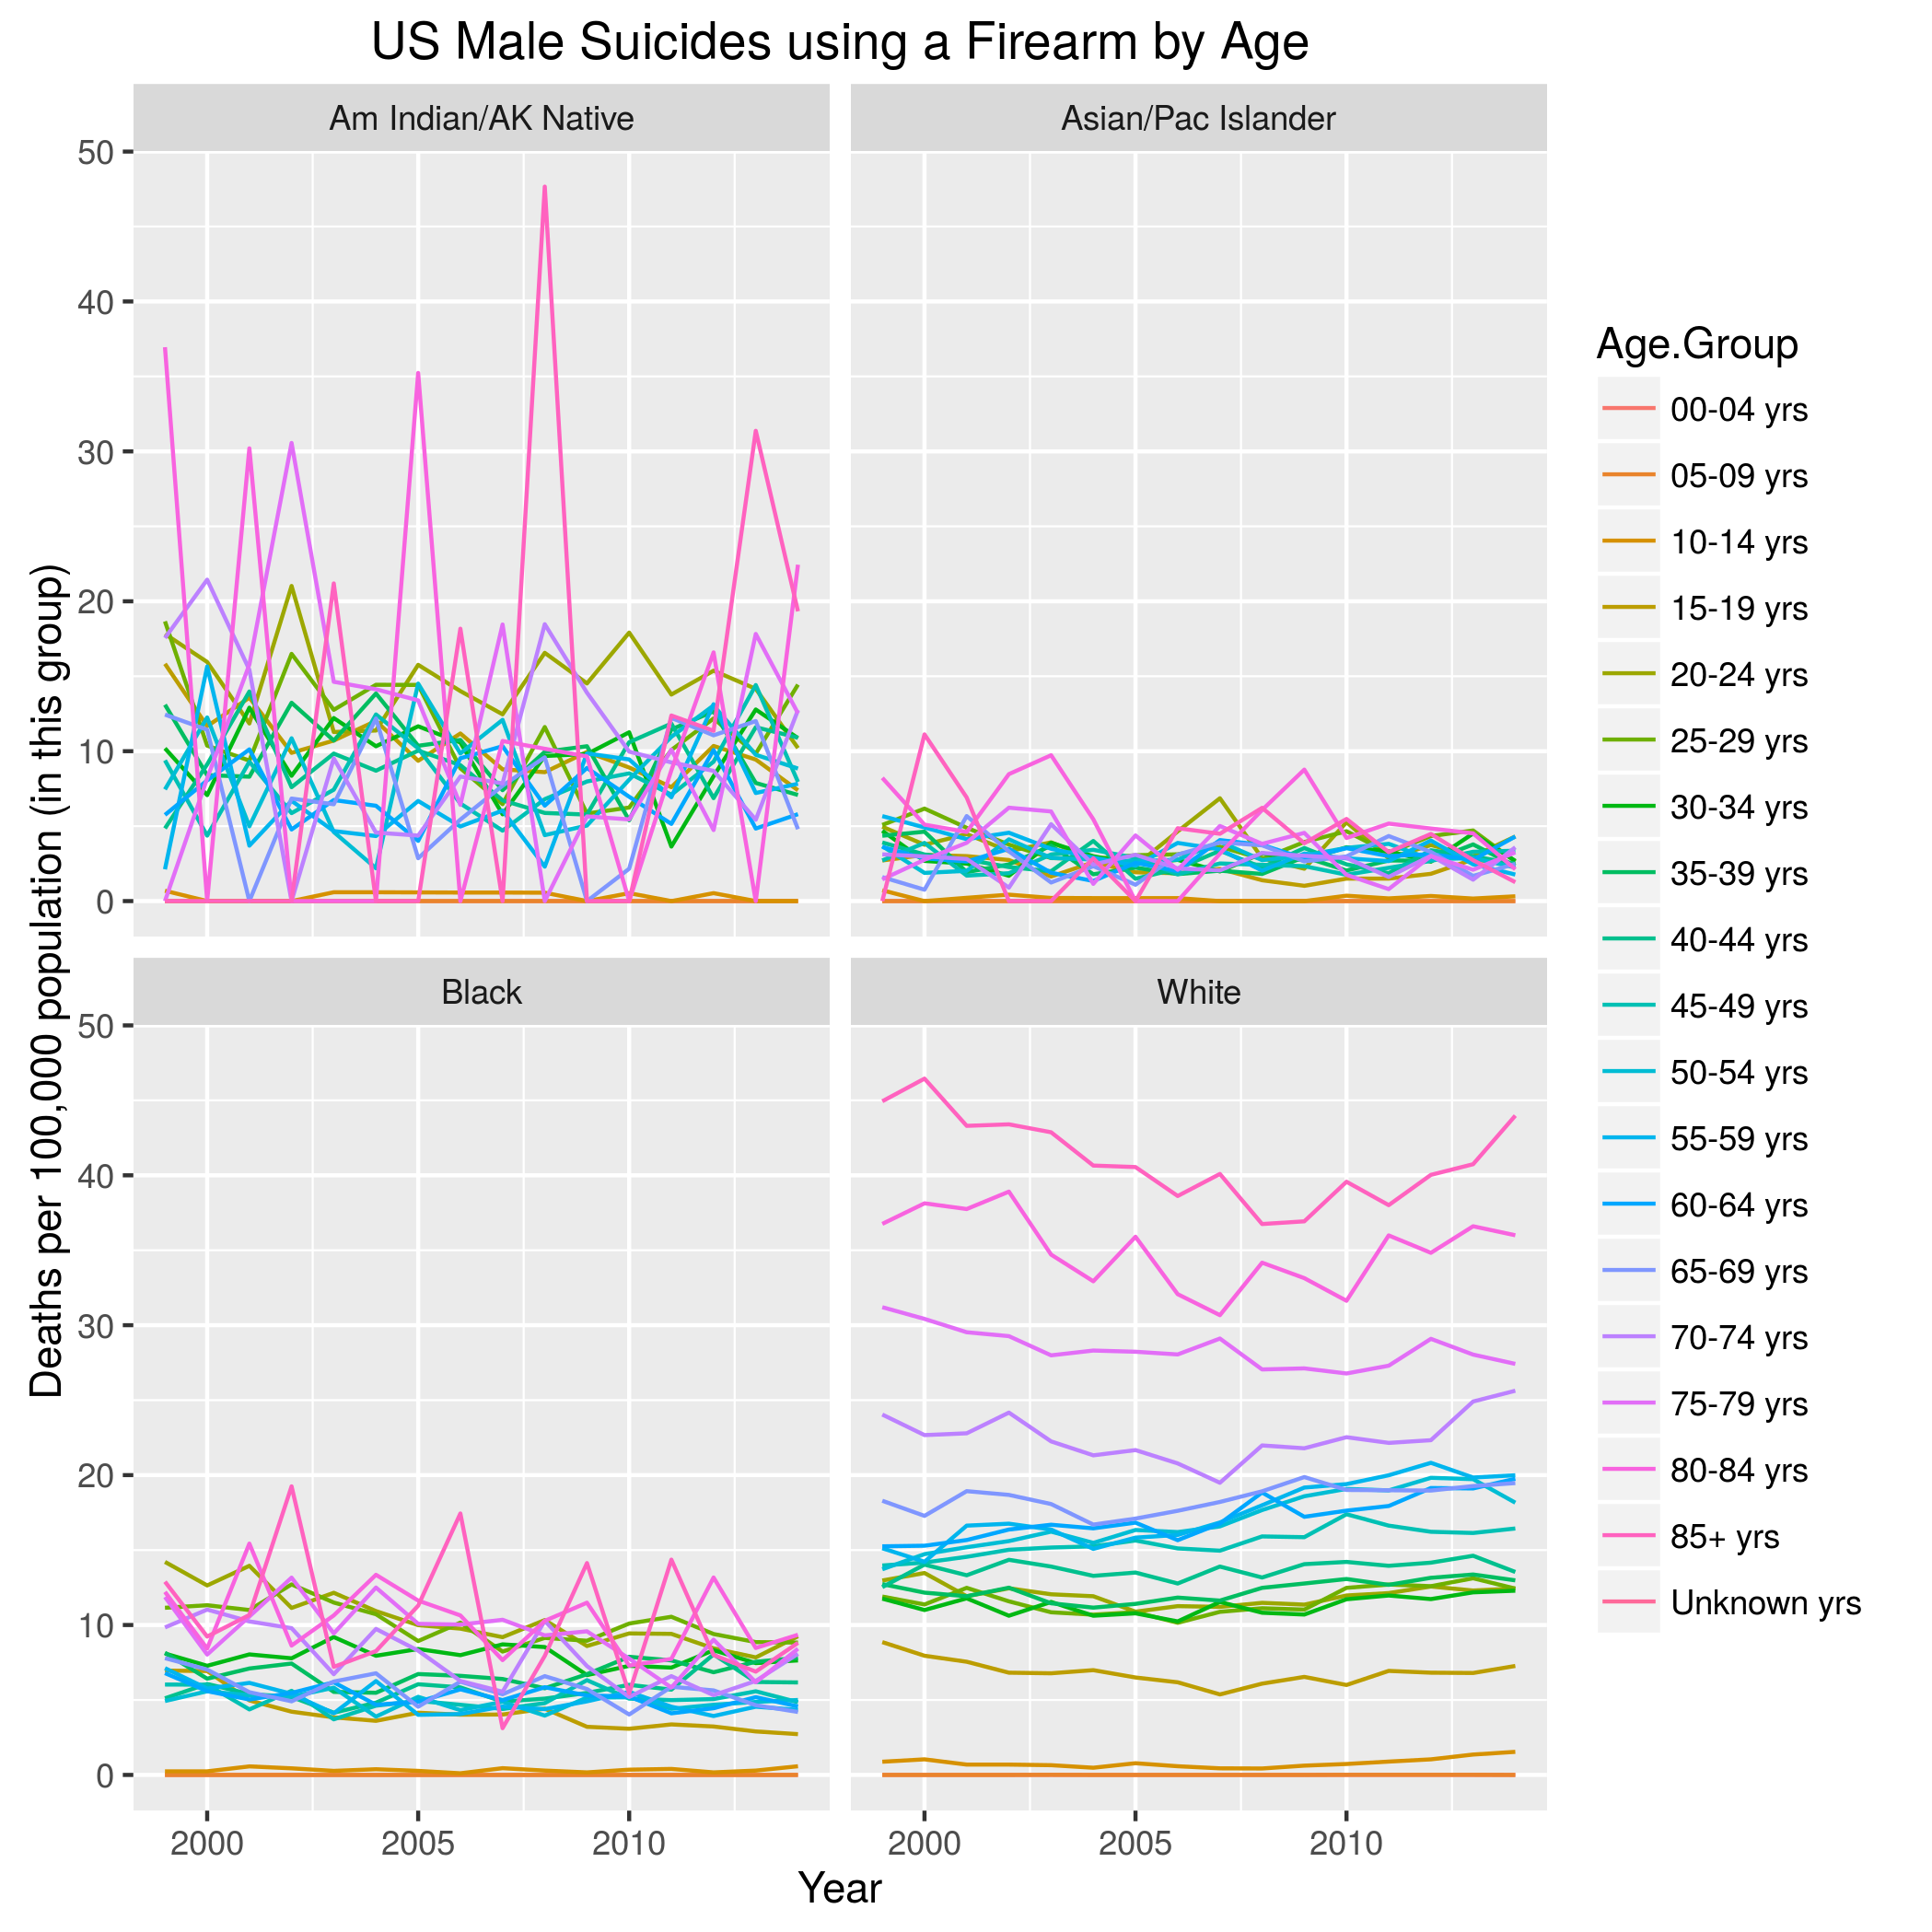 US Male Suicides using a Firearm by Age
Am Indian/AK Native
Asian/Pac Islander
50
40
30
20
10
0
Black
White
50
40
30
20
10
0
2000
2005
2010
2000
2005
2010
Year
Deaths per 100,000 population (in this group)
Age.Group
00-04 yrs
05-09 yrs
10-14 yrs
15-19 yrs
20-24 yrs
25-29 yrs
30-34 yrs
35-39 yrs
40-44 yrs
45-49 yrs
50-54 yrs
55-59 yrs
60-64 yrs
65-69 yrs
70-74 yrs
75-79 yrs
80-84 yrs
85+ yrs
Unknown yrs